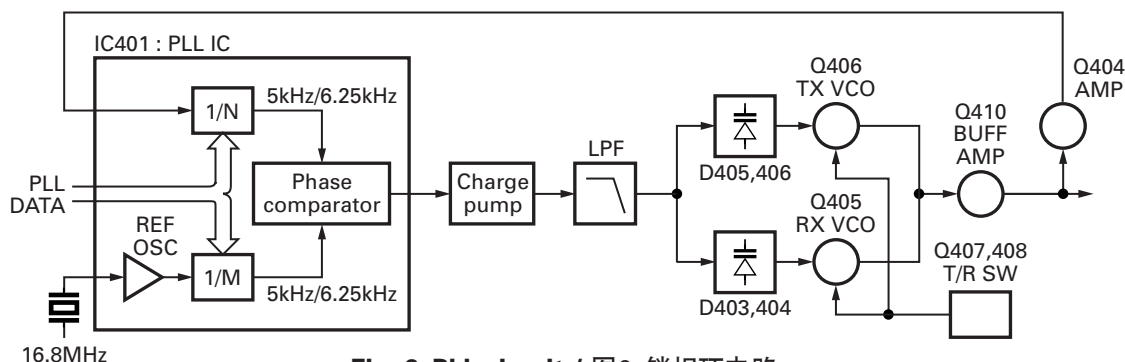 IC401 : PLL IC
1/N
5kHz/6.25kHz
PLL
DATA
REF
OSC
Phase
comparator
1/M
5kHz/6.25kHz
16.8MHz
Charge
pump
LPF
D405,406
D403,404
Q406
TX VCO
Q405
RX VCO
Q410
BUFF
AMP
Q404
AMP
Q407,408
T/R SW
Fig. PLL circuit / 图 锁相环电路